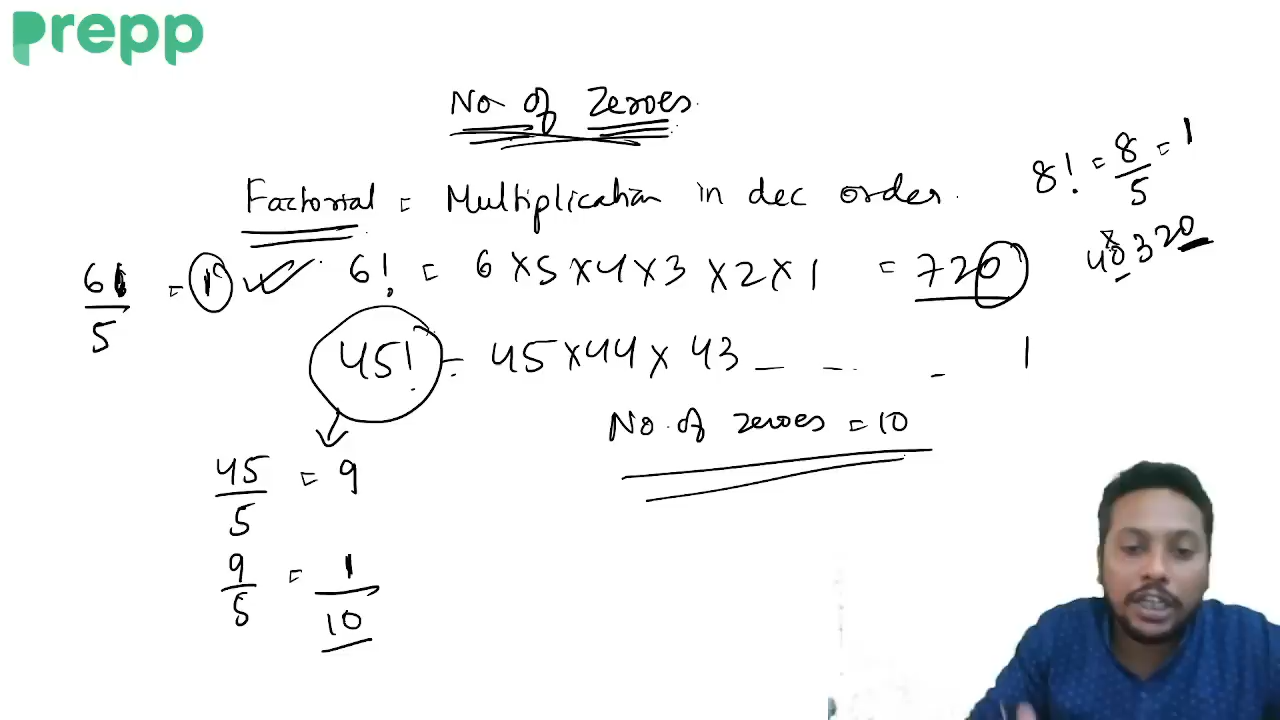 Prepp
No of Zeroes.
Factorial = Multiplication in dec order.
8! = 8/5 = 1
40320
6/5 = 1 ✓
6! = 6 × 5 × 4 × 3 × 2 × 1 = 720
45! = 45 × 44 × 43 _ _ _ 1
No. of zeroes = 10
45/5 = 9
9/5 = 1
10